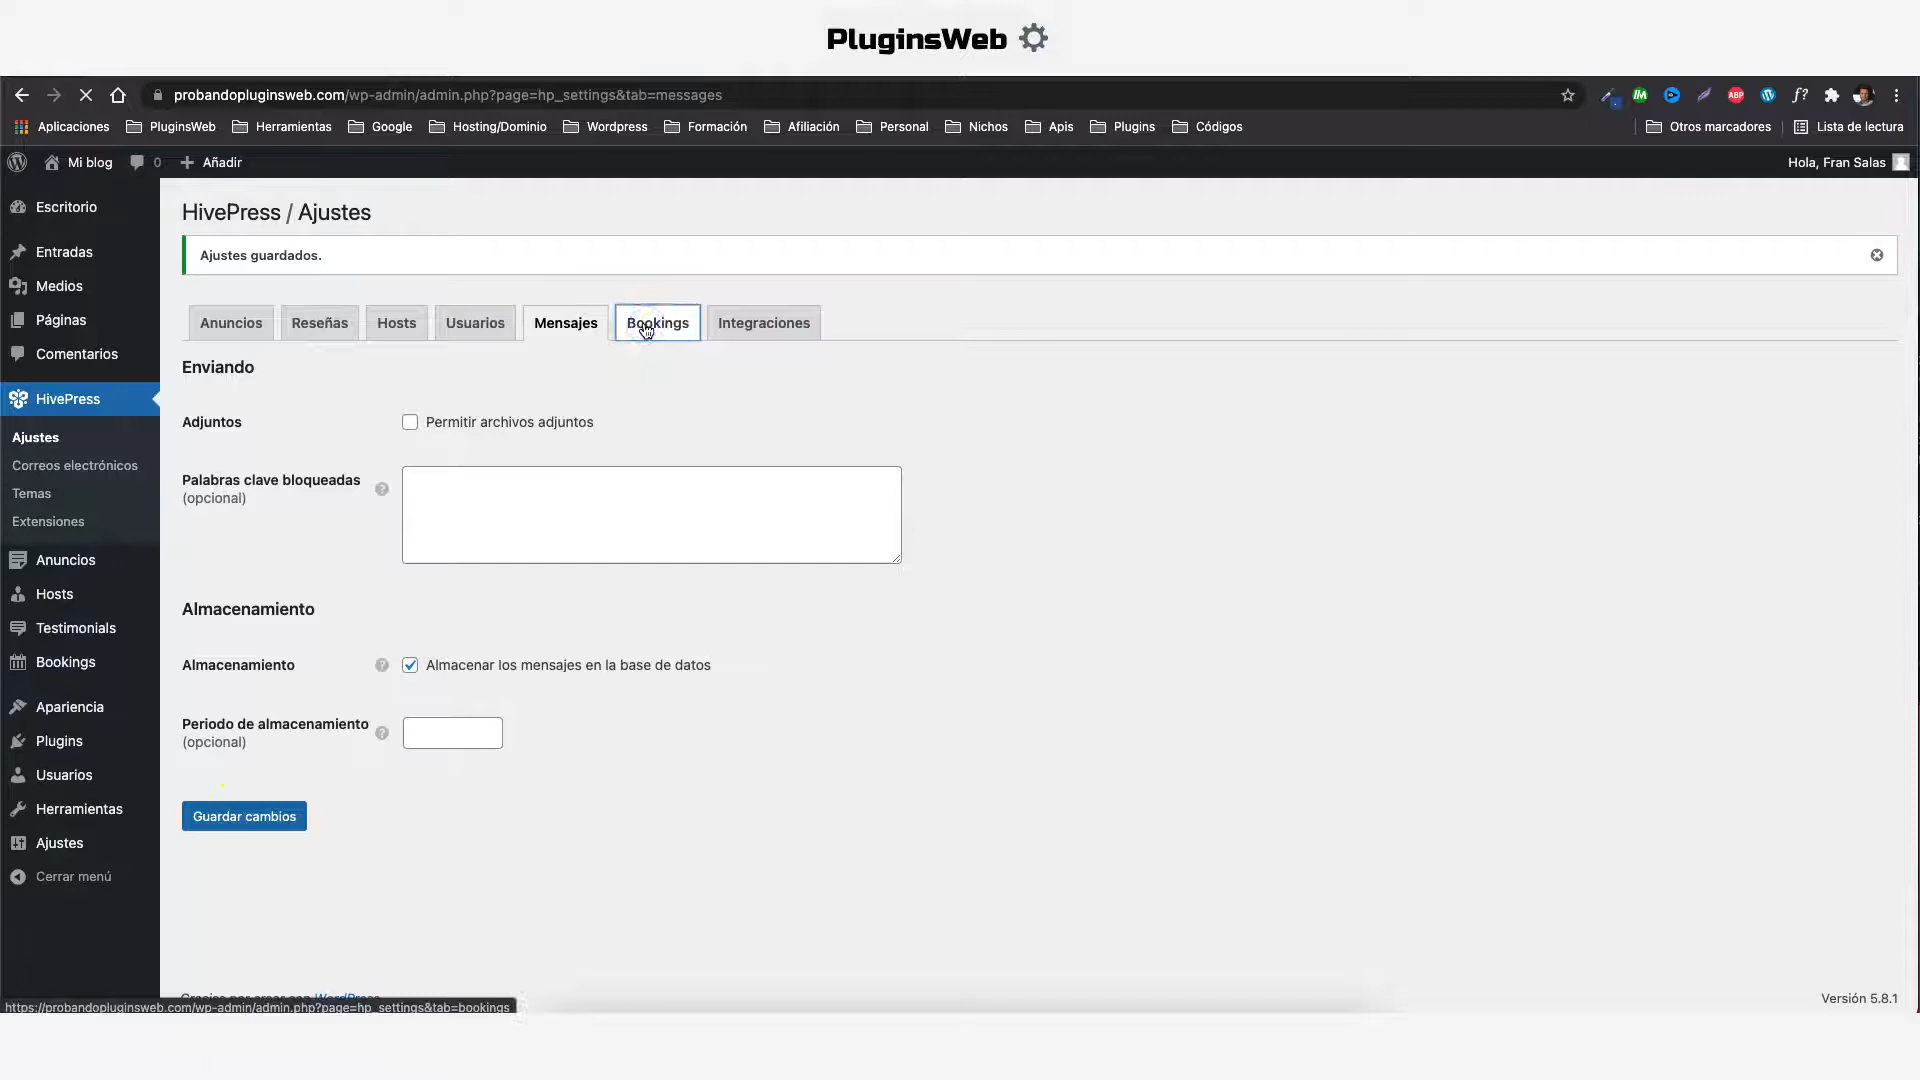 PluginsWeb
probandopluginsweb.com/wp-admin/admin.php?page=hp_settings&tab=messages
Aplicaciones PluginsWeb Herramientas Google Hosting/Dominio Wordpress Formación Afiliación Personal Nichos Apis Plugins Códigos Otros marcadores Lista de lectura
Mi blog 0 Añadir Hola, Fran Salas
Escritorio
Entradas
Medios
Páginas
Comentarios
HivePress
Ajustes
Correos electrónicos
Temas
Extensiones
Anuncios
Hosts
Testimonials
Bookings
Apariencia
Plugins
Usuarios
Herramientas
Ajustes
Cerrar menú
HivePress / Ajustes
Ajustes guardados.
Anuncios Reseñas Hosts Usuarios Mensajes Bookings Integraciones
Enviando
Adjuntos Permitir archivos adjuntos
Palabras clave bloqueadas
(opcional)
Almacenamiento
Almacenamiento Almacenar los mensajes en la base de datos
Periodo de almacenamiento
(opcional)
Guardar cambios
Gracias por crear con WordPress
Versión 5.8.1
https://probandopluginsweb.com/wp-admin/admin.php?page=hp_settings&tab=bookings